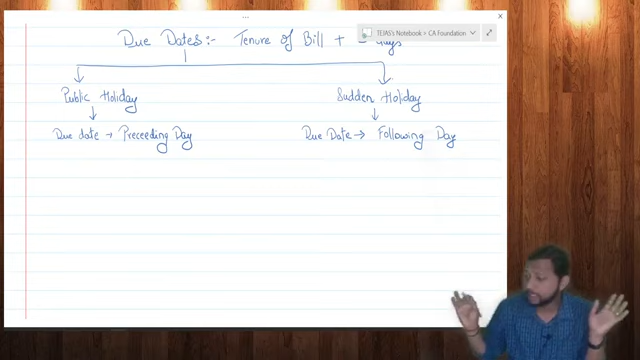 TEJAS's Notebook » CA Foundation
Due Dates :- Tenure of Bill + days
Public Holiday
Sudden Holiday
Due date → Preceeding Day
Due Date → Following Day